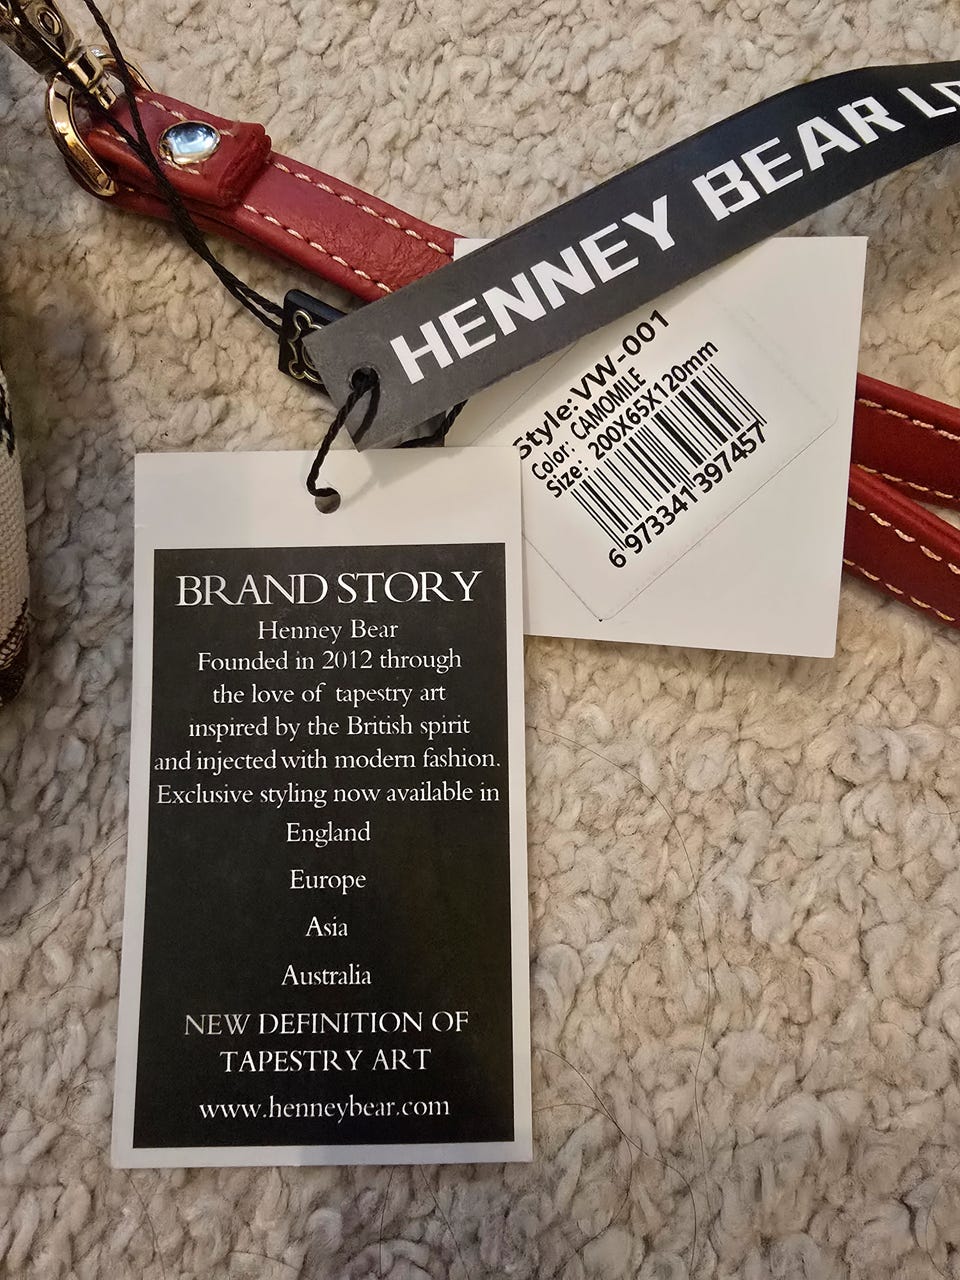 HENNEY BEAR
Style: VW-001
Color: CAMOMILE
Size: 200X65X120mm
6 973341 397457
BRAND STORY
Henney Bear
Founded in 2012 through
the love of tapestry art
inspired by the British spirit
and injected with modern fashion.
Exclusive styling now available in
England
Europe
Asia
Australia
NEW DEFINITION OF
TAPESTRY ART
www.henneybear.com